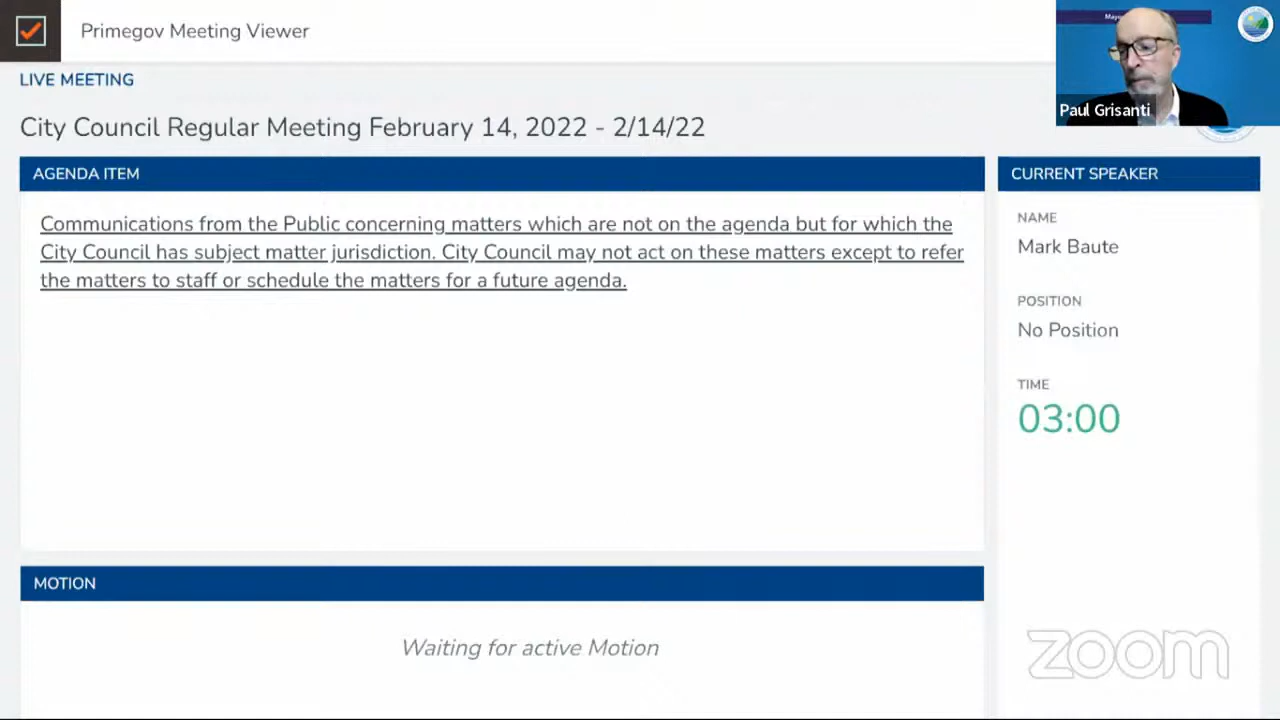 Primegov Meeting Viewer
Paul Grisanti
LIVE MEETING
City Council Regular Meeting February 14, 2022 - 2/14/22
AGENDA ITEM
Communications from the Public concerning matters which are not on the agenda but for which the
City Council has subject matter jurisdiction. City Council may not act on these matters except to refer
the matters to staff or schedule the matters for a future agenda.
CURRENT SPEAKER
NAME
Mark Baute
POSITION
No Position
TIME
03:00
MOTION
Waiting for active Motion
zoom